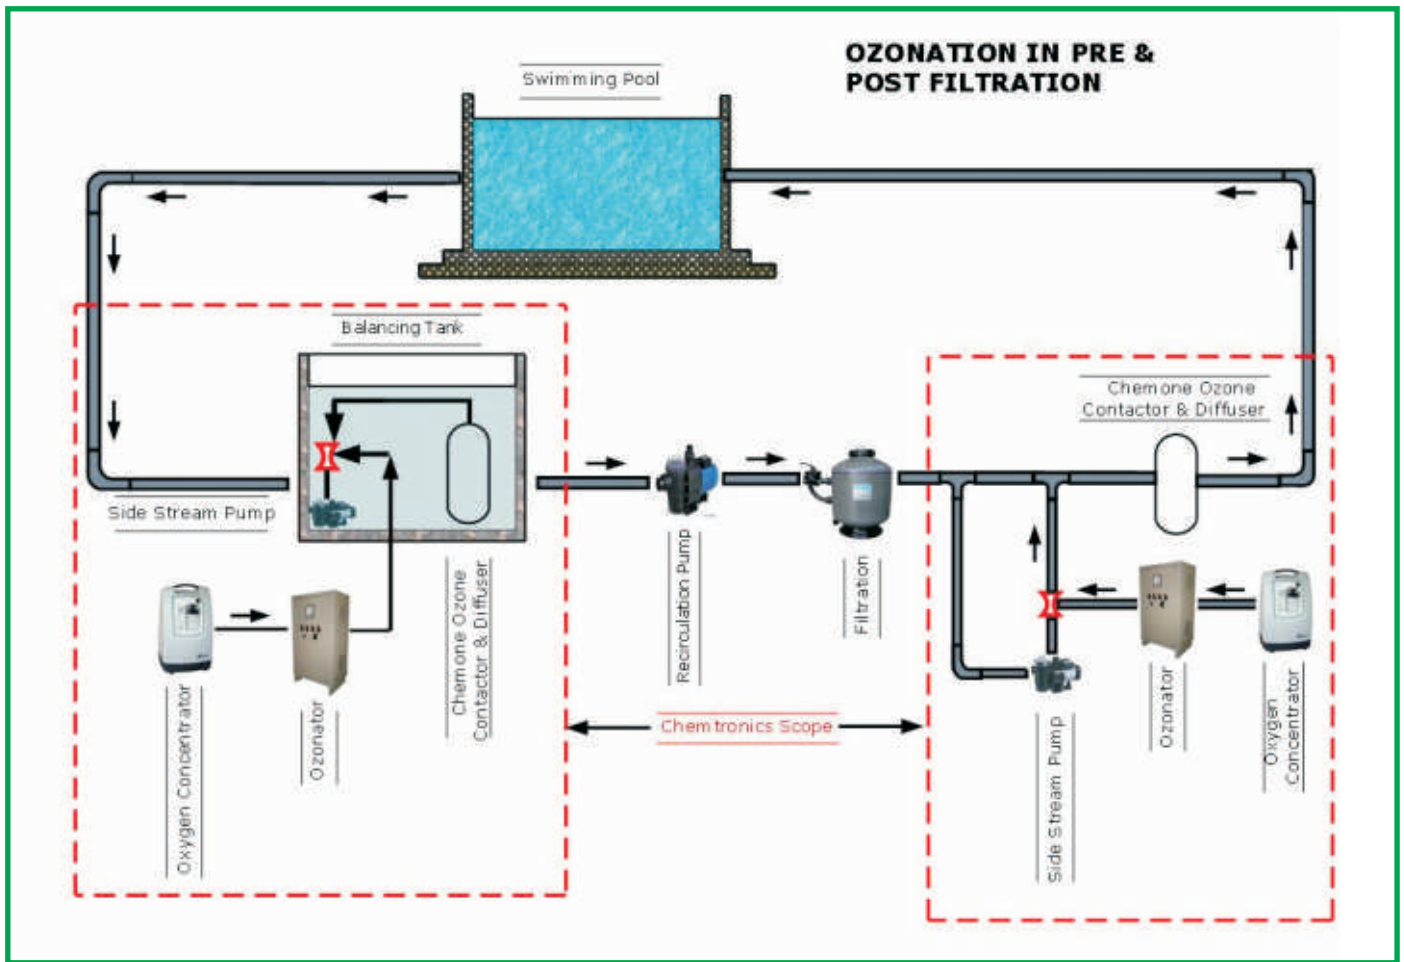 OZONATION IN PRE &
POST FILTRATION
Swimming Pool
Balancing Tank
Chemone Ozone
Contactor & Diffuser
Side Stream Pump
Oxygen Concentrator
Ozonator
Chemone Ozone
Contactor & Diffuser
Recirculation Pump
Filtration
Chemtronics Scope
Side Stream Pump
Ozonator
Oxygen
Concentrator